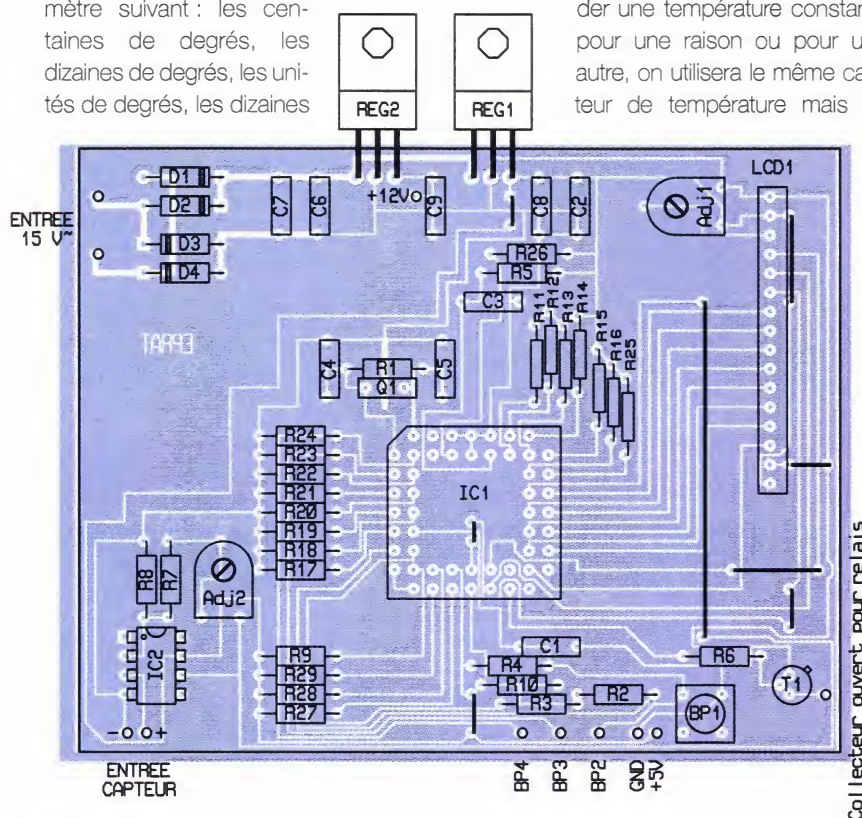 mètre suivant : les cen-
taines de degrés, les
dizaines de degrés, les uni-
tés de degrés, les dizaines
der une température constan
pour une raison ou pour u
autre, on utilisera le même ca
teur de température mais
REG2
REG1
LCD1
D1
D2
D3
D4
C7
C6
+12V
C9
C8
C2
Adj1
ENTREE
15 V~
R26
R5
C3
R11
R12
R13
R14
R15
R16
R25
TAA93
C4
R1
Q1
C5
R24
R23
R22
R21
R20
R19
R18
R17
IC1
R8
R7
Adj2
IC2
R9
R29
R28
R27
C1
R4
R10
R3
R2
R6
T1
BP1
- +
ENTREE
CAPTEUR
BP4
BP3
BP2
GND
+5V
Collecteur ouvert pour relais